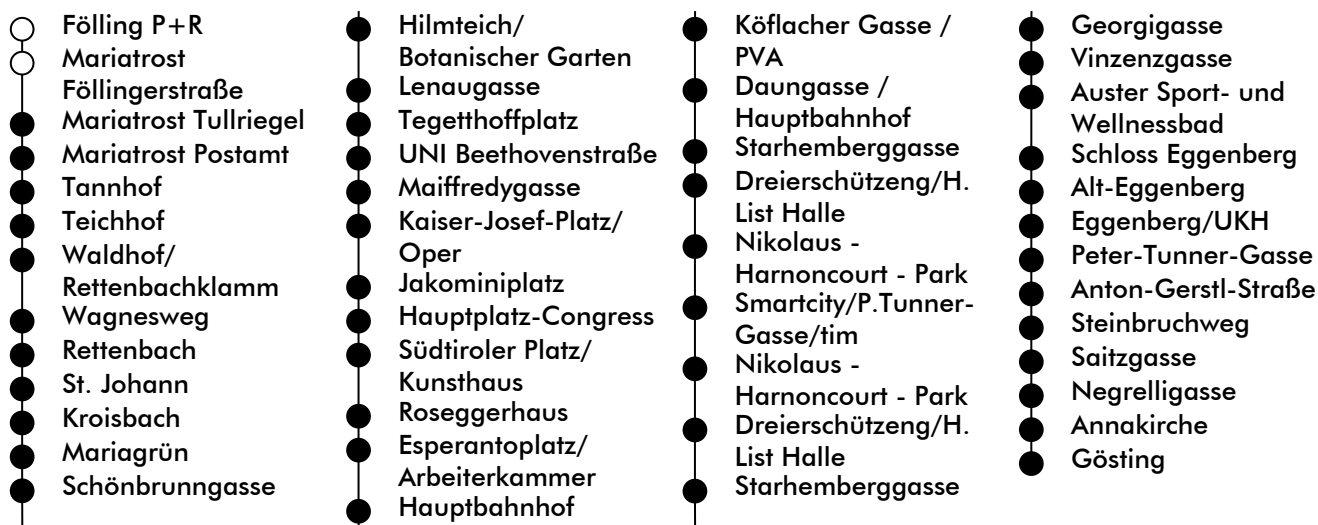 Fölling P+R
Mariatrost
Föllingerstraße
Mariatrost Tullriegel
Mariatrost Postamt
Tannhof
Teichhof
Waldhof/
Rettenbachklamm
Wagnesweg
Rettenbach
St. Johann
Kroisbach
Mariagrün
Schönbrunngasse
Hilmteich/
Botanischer Garten
Lenaugasse
Tegetthoffplatz
UNI Beethovenstraße
Maiffredygasse
Kaiser-Josef-Platz/
Oper
Jakominiplatz
Hauptplatz-Congress
Südtiroler Platz/
Kunsthaus
Roseggerhaus
Esperantoplatz/
Arbeiterkammer
Hauptbahnhof
Köflacher Gasse /
PVA
Daungasse /
Hauptbahnhof
Starhemberggasse
Dreierschützeng/H.
List Halle
Nikolaus -
Harnoncourt - Park
Smartcity/P.Tunner-
Gasse/tim
Nikolaus -
Harnoncourt - Park
Dreierschützeng/H.
List Halle
Starhemberggasse
Georgigasse
Vinzenzgasse
Auster Sport- und
Wellnessbad
Schloss Eggenberg
Alt-Eggenberg
Eggenberg/UKH
Peter-Tunner-Gasse
Anton-Gerstl-Straße
Steinbruchweg
Saitzgasse
Negrelligasse
Annakirche
Gösting